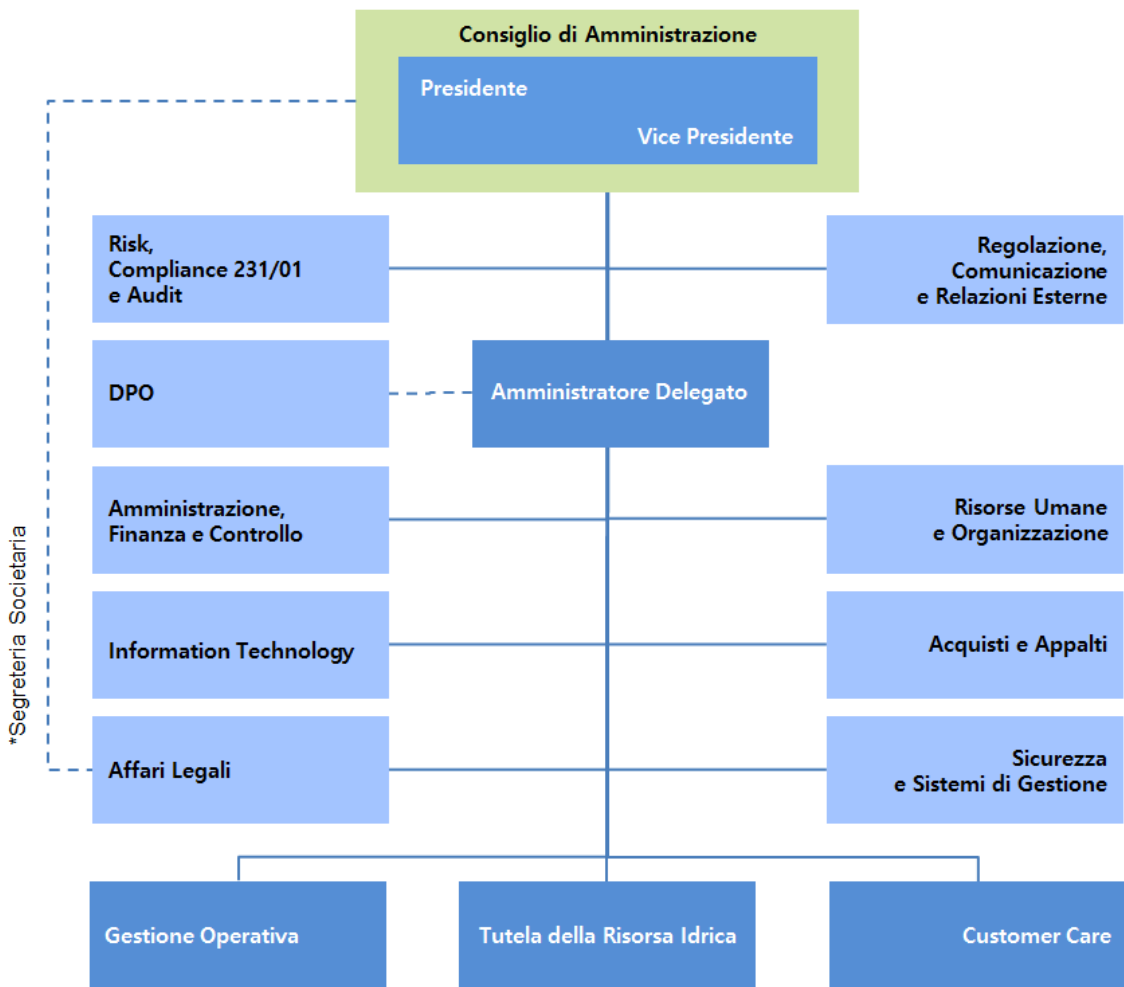 Consiglio di Amministrazione
Presidente
Vice Presidente
Risk,
Compliance 231/01
e Audit
Regolazione,
Comunicazione
e Relazioni Esterne
DPO
Amministratore Delegato
Amministrazione,
Finanza e Controllo
Risorse Umane
e Organizzazione
*Segreteria Societaria
Information Technology
Acquisti e Appalti
Affari Legali
Sicurezza
e Sistemi di Gestione
Gestione Operativa
Tutela della Risorsa Idrica
Customer Care